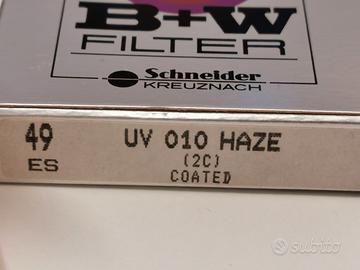 B+W
FILTER
Schneider
KREUZNACH
49
ES
UV 010 HAZE
(2C)
COATED
subito